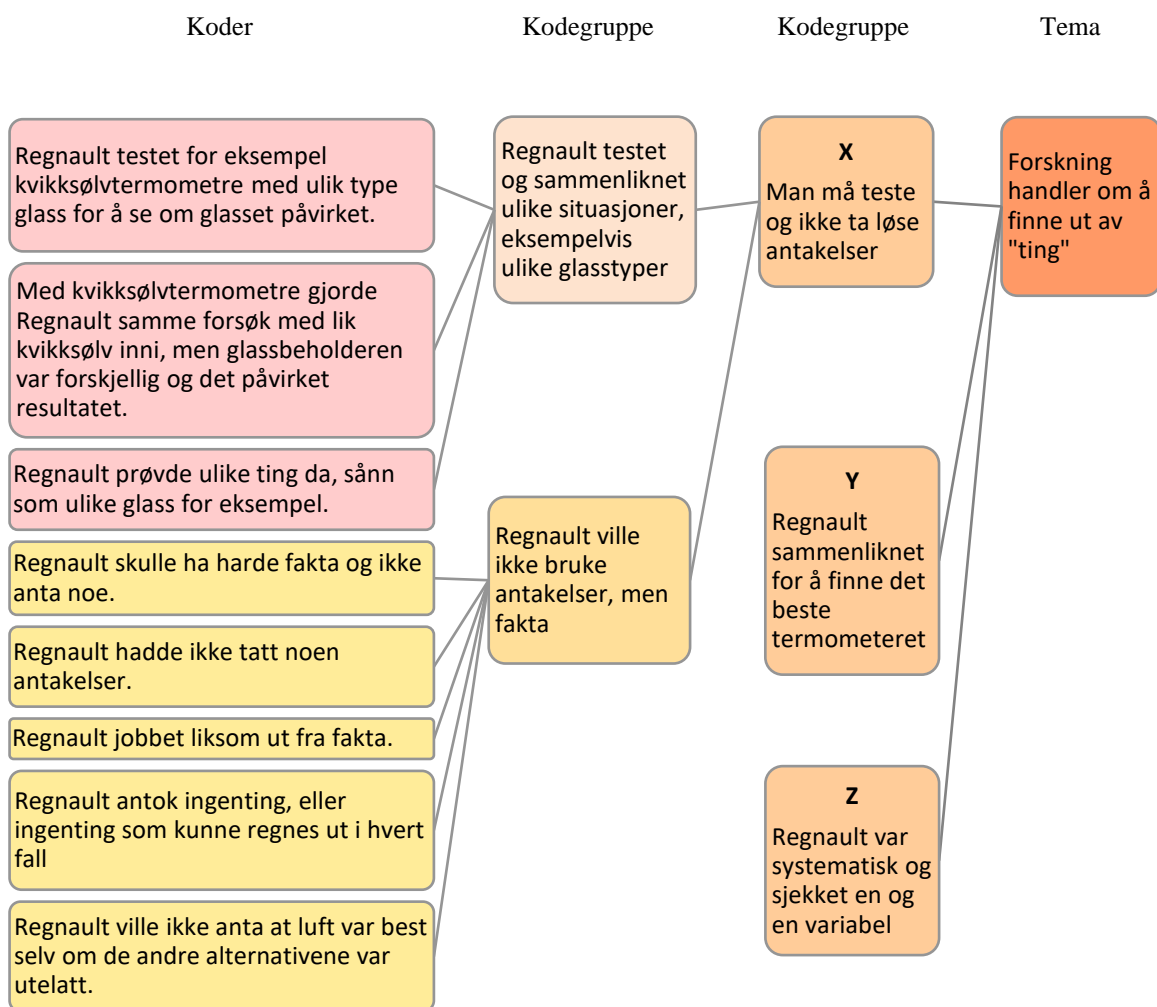 Koder
Kodegruppe
Kodegruppe
Tema
Regnault testet for eksempel
kvikksølvtermometre med ulik type
glass for å se om glasset påvirket.
Med kvikksølvtermometre gjorde
Regnault samme forsøk med lik
kvikksølv inni, men glassbeholderen
var forskjellig og det påvirket
resultatet.
Regnault prøvde ulike ting da, sånn
som ulike glass for eksempel.
Regnault skulle ha harde fakta og ikke
anta noe.
Regnault hadde ikke tatt noen
antakelser.
Regnault jobbet liksom ut fra fakta.
Regnault antok ingenting, eller
ingenting som kunne regnes ut i hvert
fall
Regnault ville ikke anta at luft var best
selv om de andre alternativene var
utelatt.
Regnault testet
og sammenliknet
ulike situasjoner,
eksempelvis
ulike glasstyper
Regnault ville
ikke bruke
antakelser, men
fakta
X
Man må teste
og ikke ta løse
antakelser
Y
Regnault
sammenliknet
for å finne det
beste
termometeret
Z
Regnault var
systematisk og
sjekket en og
en variabel
Forskning
handler om å
finne ut av
"ting"